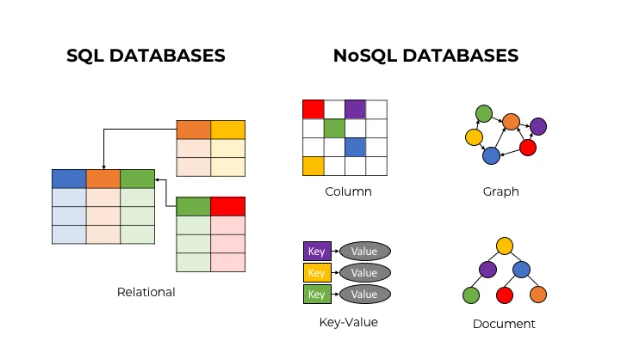 SQL DATABASES
NoSQL DATABASES
Relational
Column
Graph
Key Value
Key Value
Key Value
Key-Value
Document